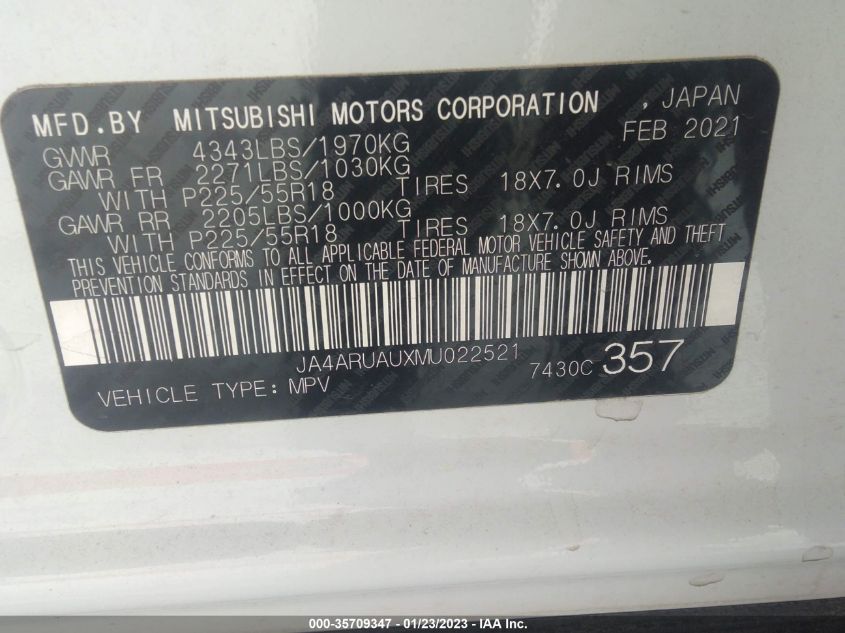 MFD.BY MITSUBISHI MOTORS CORPORATION , JAPAN
FEB 2021
GVWR 4343LBS/1970KG
GAWR FR 2271LBS/1030KG
WITH P225/55R18 TIRES 18X7.0J RIMS
GAWR RR 2205LBS/1000KG
WITH P225/55R18 TIRES 18X7.0J RIMS
THIS VEHICLE CONFORMS TO ALL APPLICABLE FEDERAL MOTOR VEHICLE SAFETY AND THEFT
PREVENTION STANDARDS IN EFFECT ON THE DATE OF MANUFACTURE SHOWN ABOVE.
JA4ARUAUXMU022521
7430C 357
VEHICLE TYPE: MPV
000-35709347 - 01/23/2023 - Copyright © IAA, LLC.